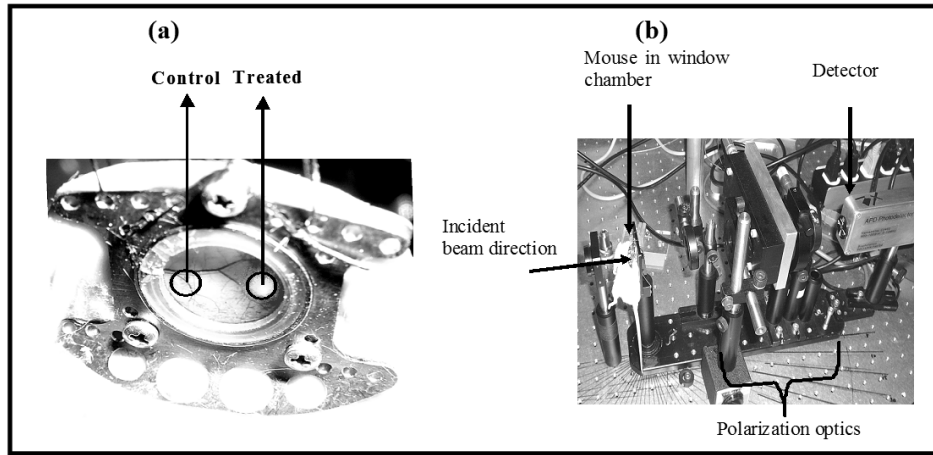 (a)
Control Treated
(b)
Mouse in window
chamber
Detector
Incident
beam direction
Polarization optics